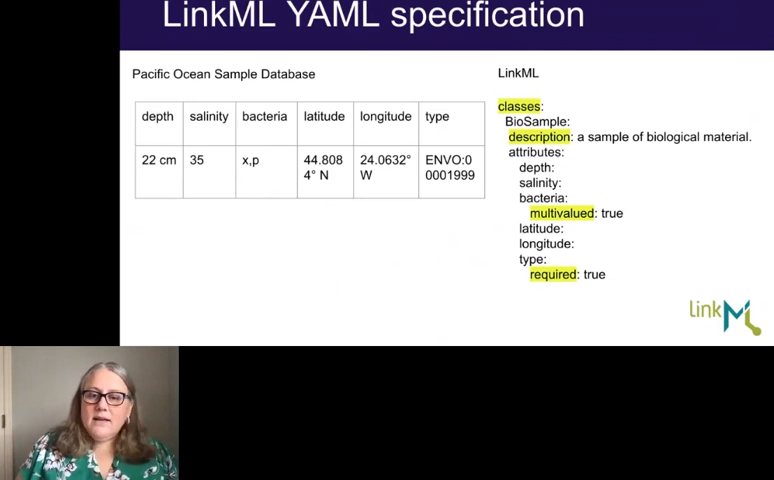 LinkML YAML specification
Pacific Ocean Sample Database
depth salinity bacteria latitude longitude type
22 cm 35 x,p 44.808 24.0632° ENVO:0
4° N W 0001999
LinkML
classes:
BioSample:
description: a sample of biological material.
attributes:
depth:
salinity:
bacteria:
multivalued: true
latitude:
longitude:
type:
required: true
linkML